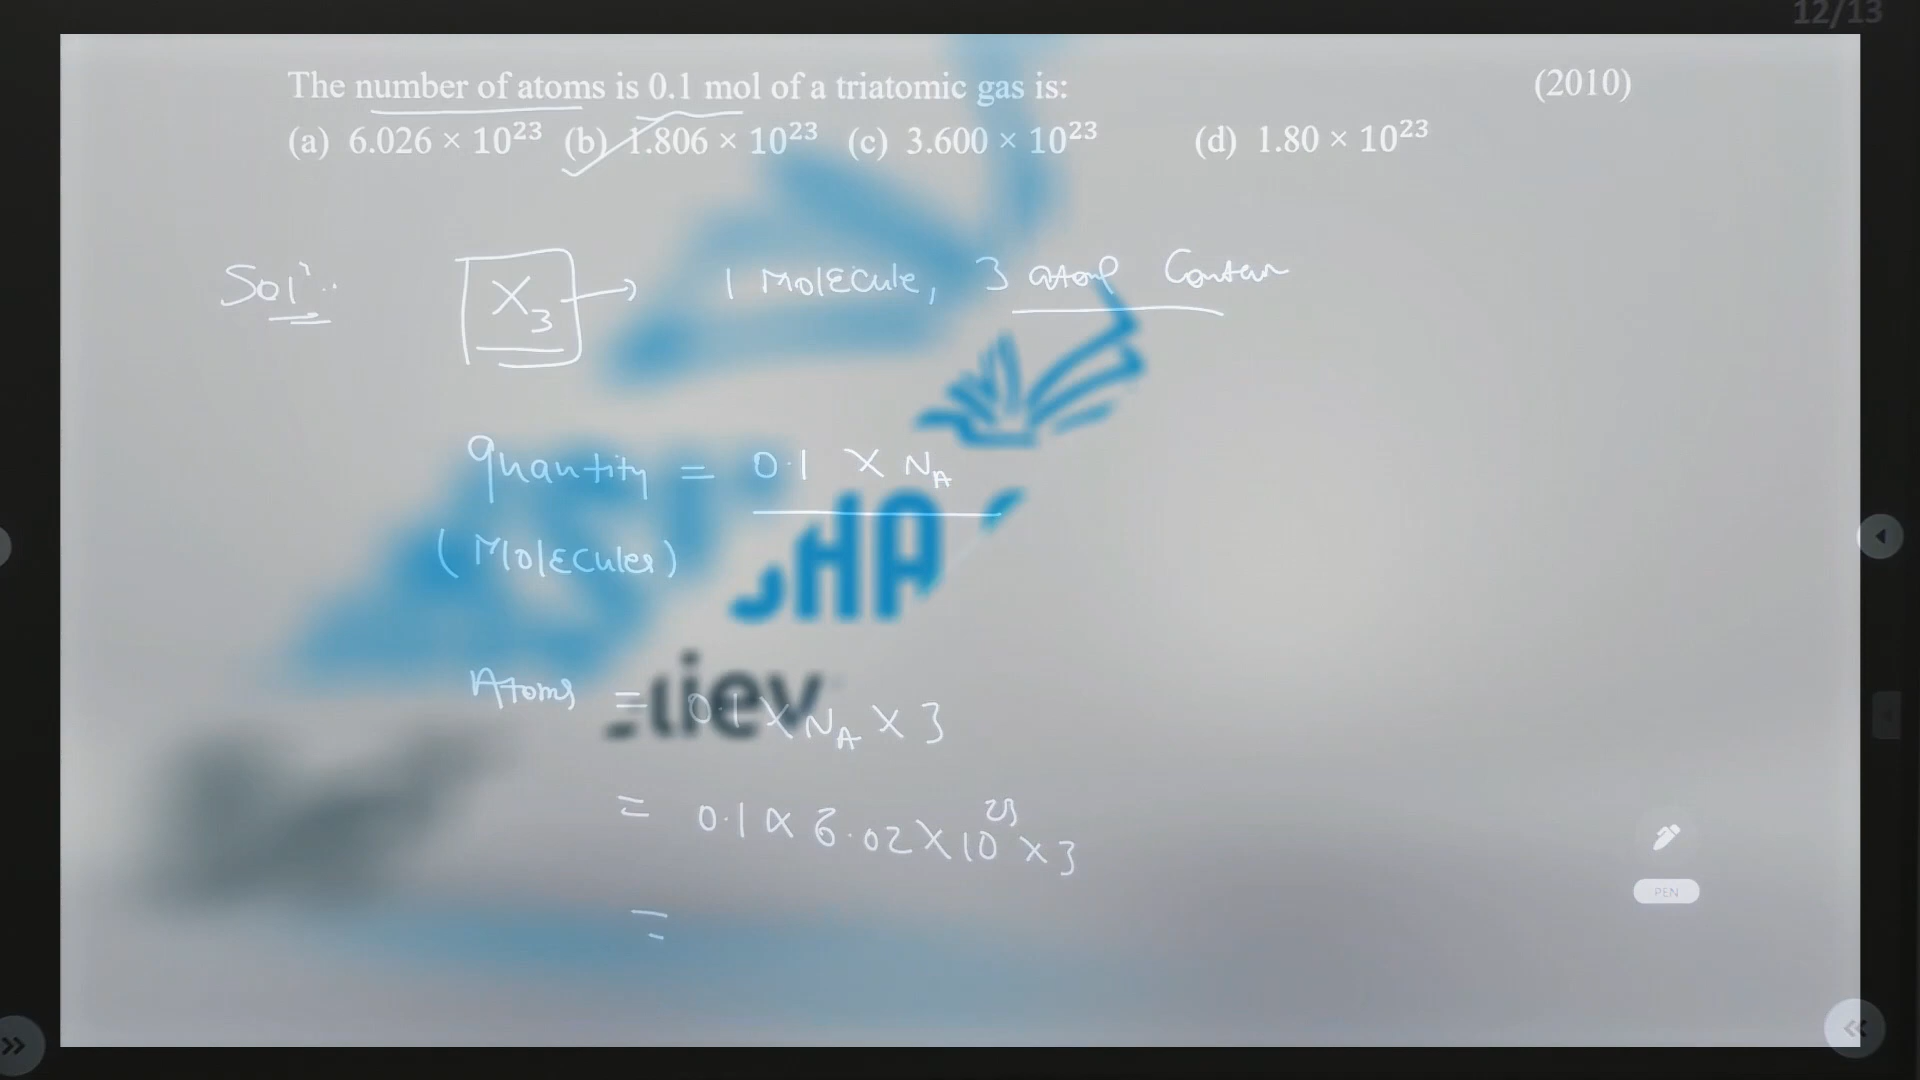 12/13
The number of atoms is 0.1 mol of a triatomic gas is: (2010)
(a) 6.026 × 10²³ (b) 1.806 × 10²³ (c) 3.600 × 10²³ (d) 1.80 × 10²³
Solⁿ:
X₃ → 1 Molecule, 3 atom
Quantity = 0.1 × N_A
(Molecules)
Atoms = 0.1 × N_A × 3
= 0.1 × 6.02 × 10²³ × 3
=
PEN